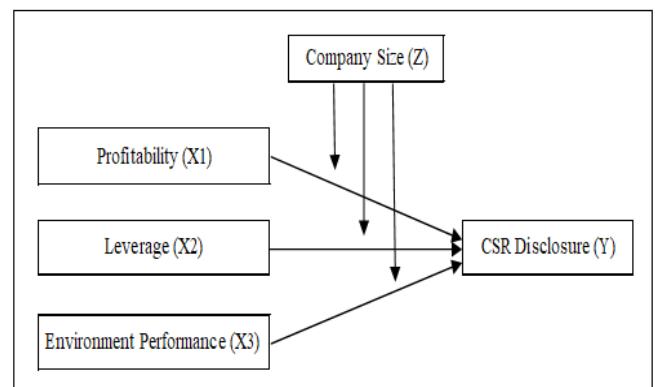 Company Size (Z)
Profitability (X1)
Leverage (X2)
CSR Disclosure (Y)
Environment Performance (X3)